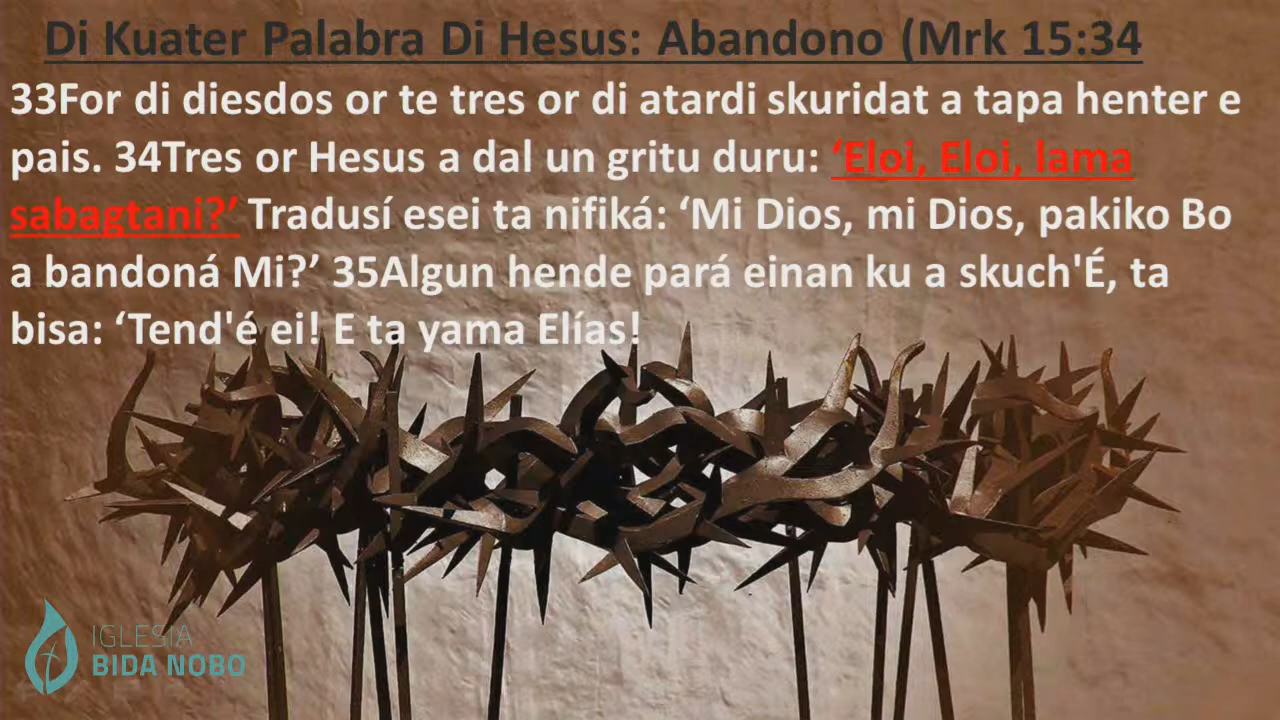 Di Kuater Palabra Di Hesus: Abandono (Mrk 15:34
33For di diesdos or te tres or di atardi skuridat a tapa henter e
pais. 34Tres or Hesus a dal un gritu duru: ‘Eloi, Eloi, lama
sabagtani?’ Tradusí esei ta nifiká: ‘Mi Dios, mi Dios, pakiko Bo
a bandoná Mi?’ 35Algun hende pará einan ku a skuch'É, ta
bisa: ‘Tend'é ei! E ta yama Elías!
IGLESIA
BIDA NOBO